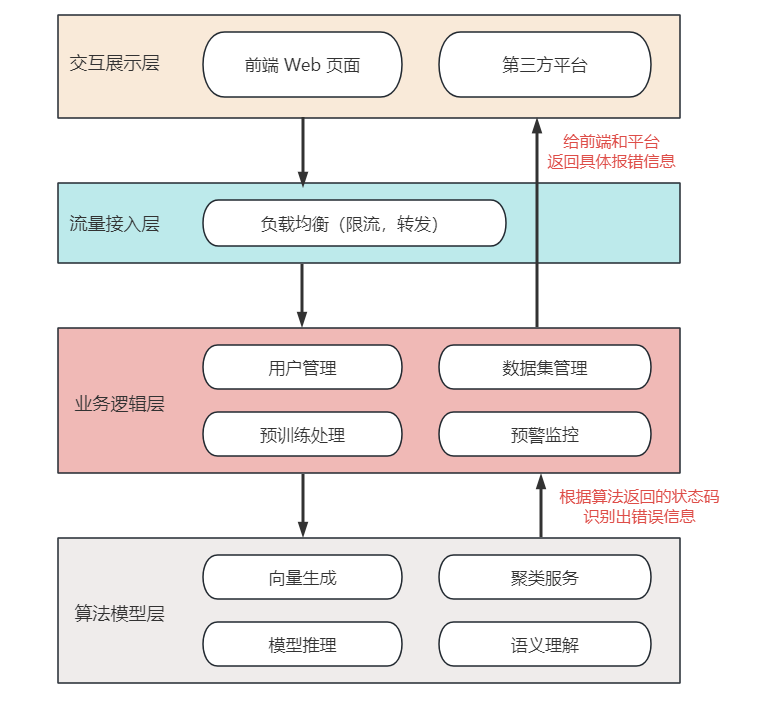 交互展示层
前端 Web 页面
第三方平台
给前端和平台
返回具体报错信息
流量接入层
负载均衡（限流，转发）
业务逻辑层
用户管理
数据集管理
预训练处理
预警监控
根据算法返回的状态码
识别出错误信息
算法模型层
向量生成
聚类服务
模型推理
语义理解